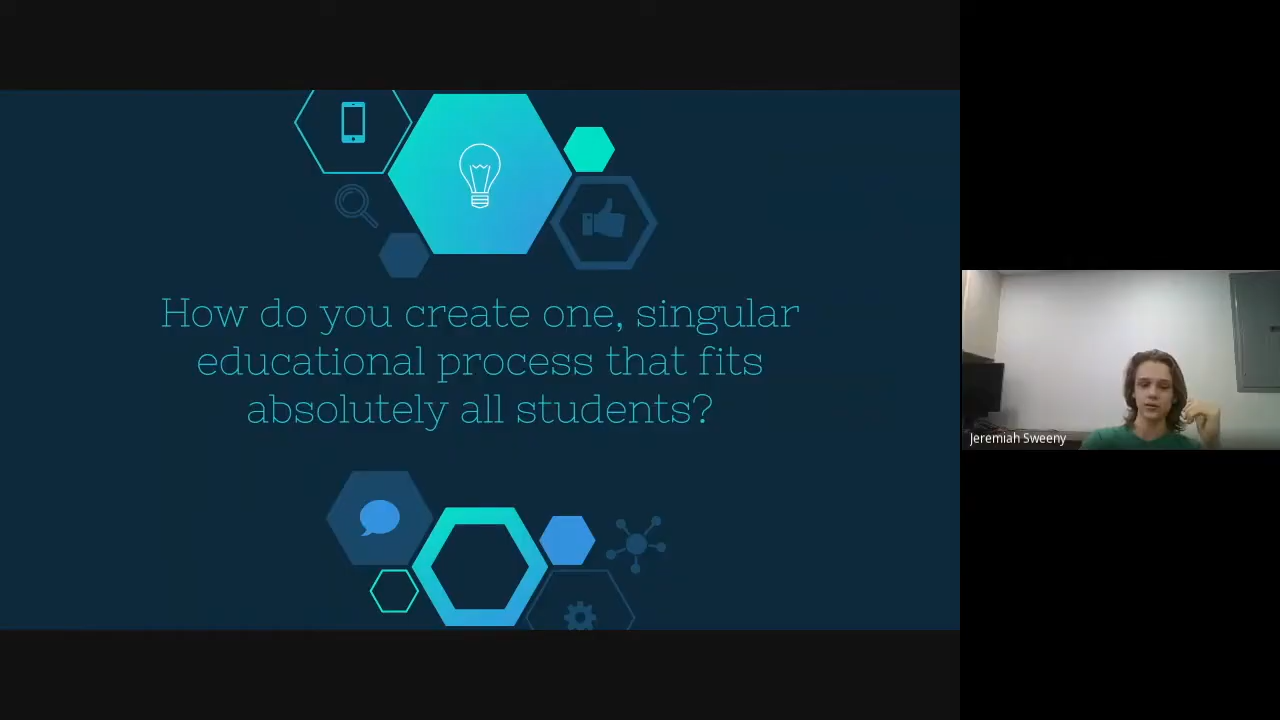 How do you create one, singular
educational process that fits
absolutely all students?
Jeremiah Sweeny